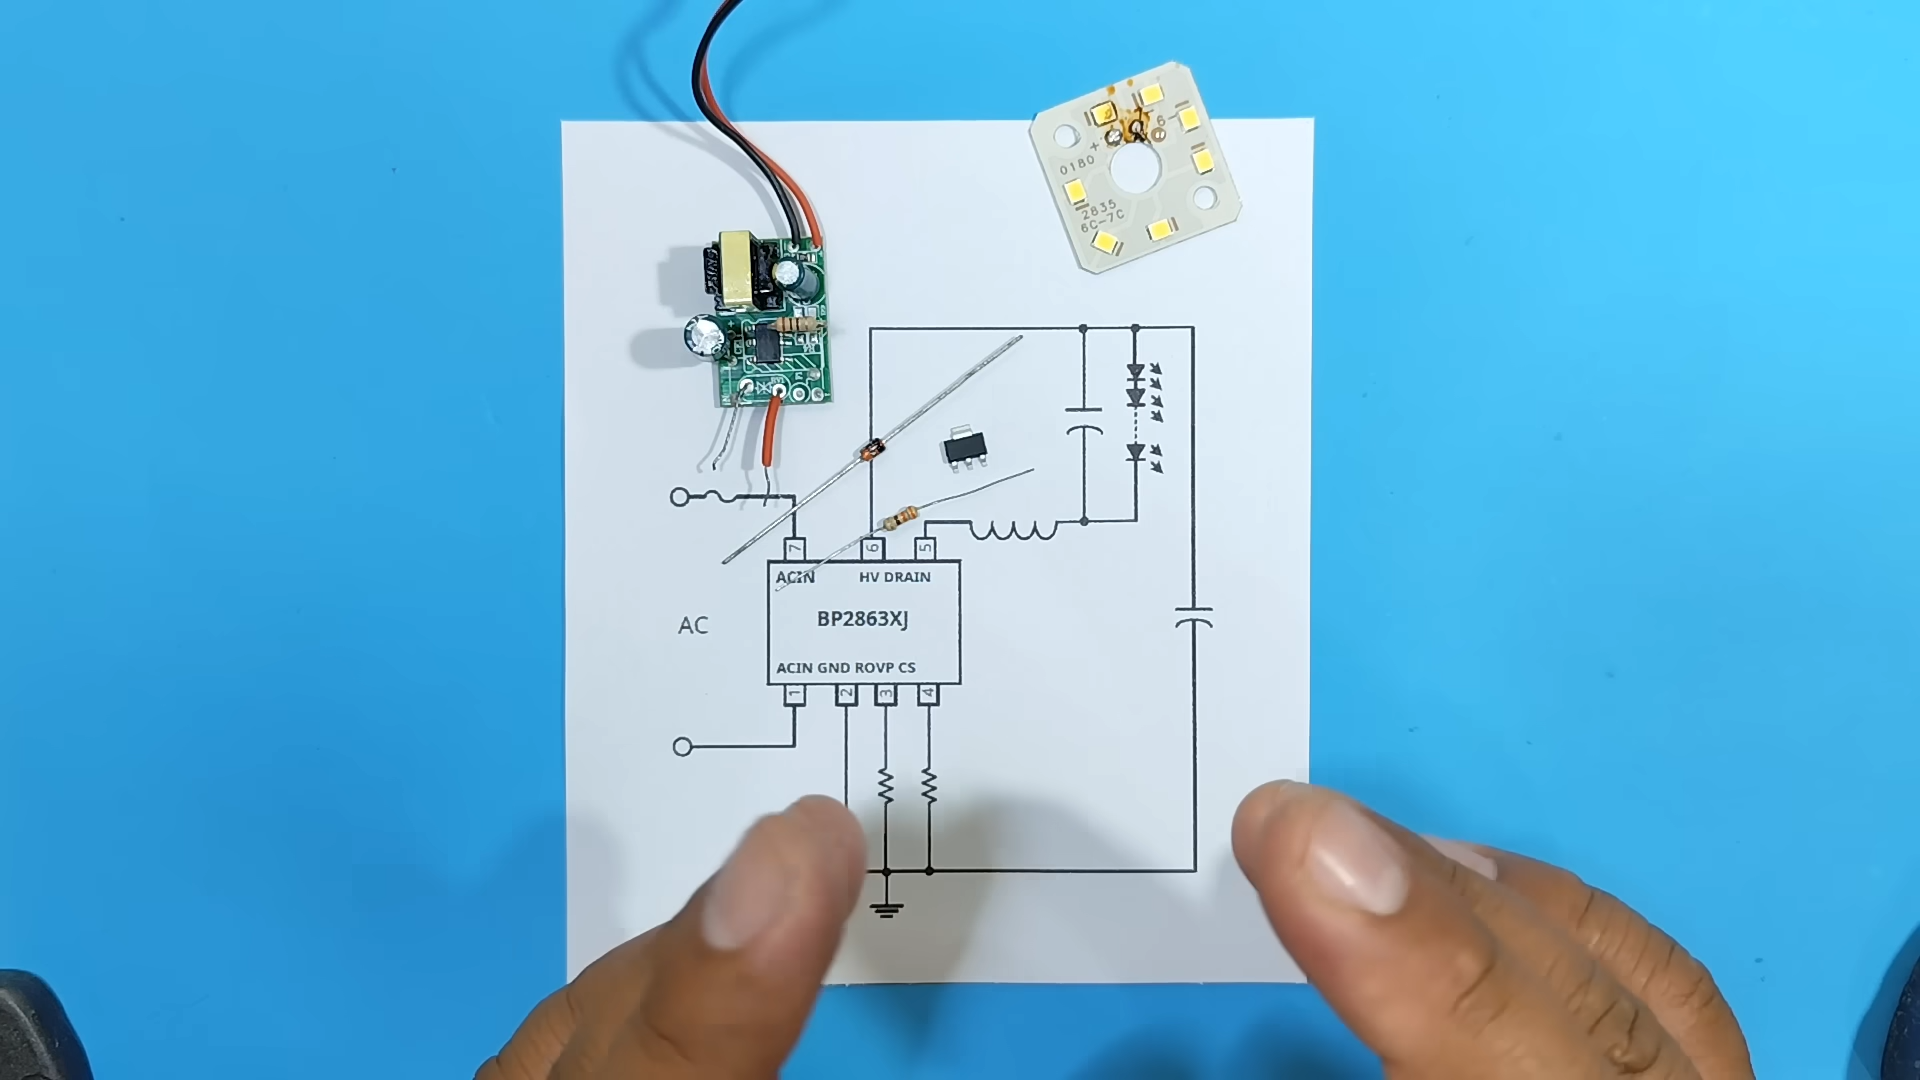 +
6-
0180
2835
6C-7C
7 6 5
ACIN HV DRAIN
BP2863XJ
AC
ACIN GND ROVP CS
1 2 3 4